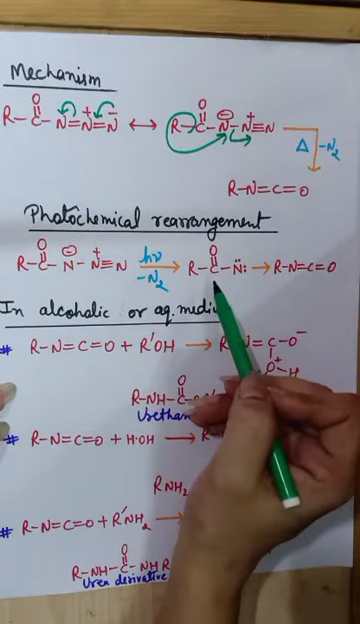 Mechanism
R-C(=O)-N=N⁺=N⁻ ↔ R-C(=O)-N⊖-N⁺≡N
Δ -N₂
R-N=C=O
Photochemical rearrangement
R-C(=O)-N⊖-N⁺≡N hν -N₂ → R-C(=O)-N̈: → R-N=C=O
In alcoholic or aq. medi
# R-N=C=O + R'OH → R-N=C-O⁻
O⁺-H
R-NH-C(=O)-
Urethan
# R-N=C=O + H·OH → R-
RNH₂
# R-N=C=O + R'NH₂ →
R-NH-C(=O)-NHR
Urea derivative